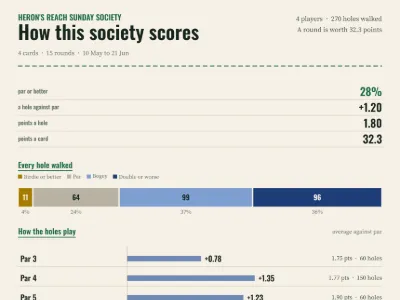 HERON'S REACH SUNDAY SOCIETY
How this society scores
4 cards · 15 rounds · 10 May to 21 Jun
4 players · 270 holes walked
A round is worth 32.3 points
par or better 28%
a hole against par +1.20
points a hole 1.80
points a card 32.3
Every hole walked
Birdie or better Par Bogey Double or worse
11 64 99 96
4% 24% 37% 36%
How the holes play average against par
Par 3 +0.78 1.75 pts · 60 holes
Par 4 +1.35 1.77 pts · 150 holes
Par 5 +1.23 1.90 pts · 60 holes